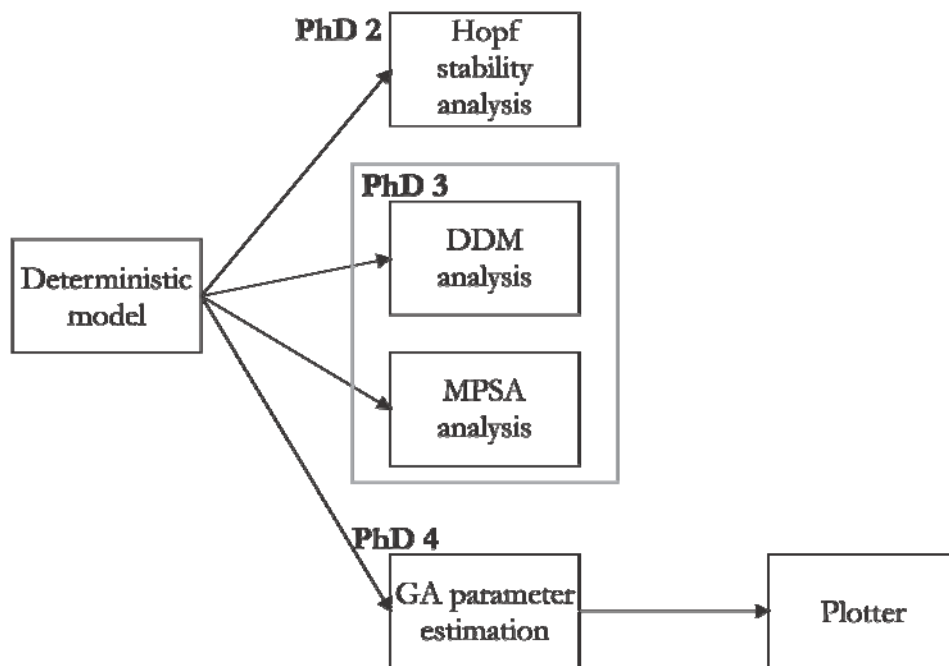 PhD 2
Hopf
stability
analysis
PhD 3
DDM
analysis
Deterministic
model
MPSA
analysis
PhD 4
GA parameter
estimation
Plotter